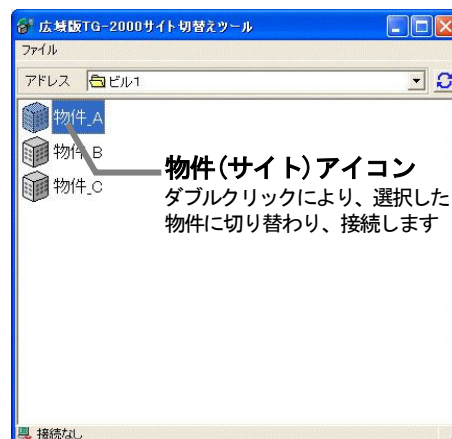 広域版TG-2000サイト切替えツール
ファイル
アドレス ビル1
物件_A
物件_B
物件_C
物件(サイト)アイコン
ダブルクリックにより、選択した
物件に切り替わり、接続します
接続なし